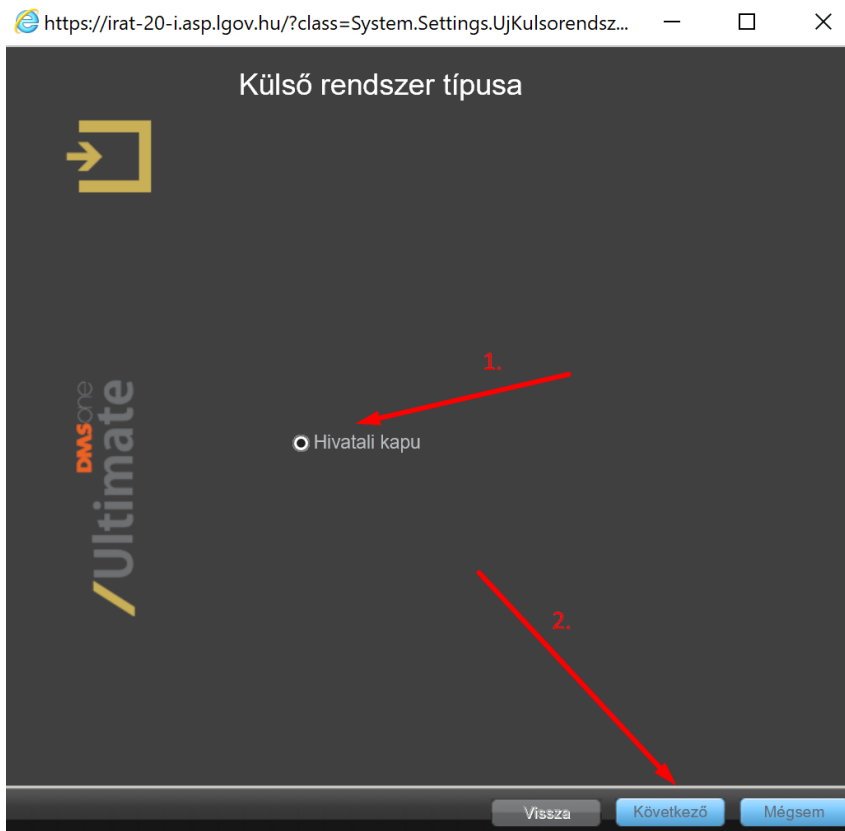 https://irat-20-i.asp.lgov.hu/?class=System.Settings.UjKulsorendsz...
Külső rendszer típusa
1.
Hivatali kapu
DMSone
/Ultimate
2.
Vissza
Következő
Mégsem